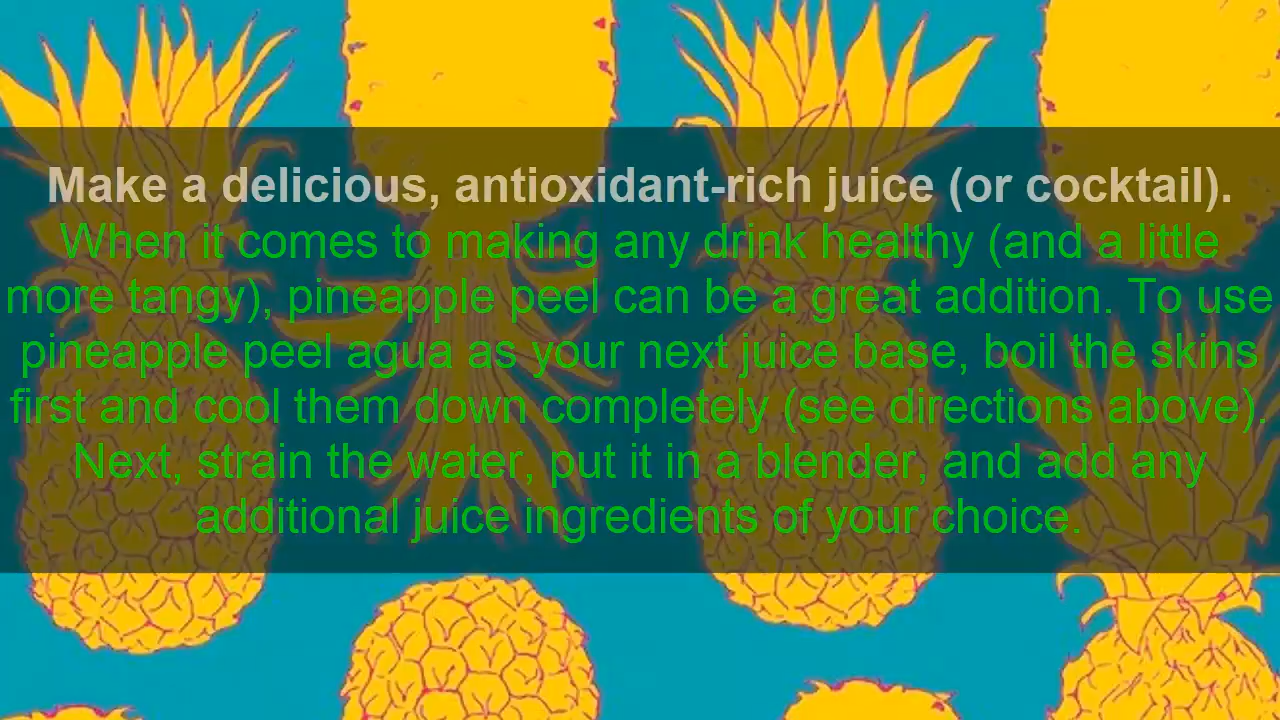 Make a delicious, antioxidant-rich juice (or cocktail).
When it comes to making any drink healthy (and a little
more tangy), pineapple peel can be a great addition. To use
pineapple peel agua as your next juice base, boil the skins
first and cool them down completely (see directions above).
Next, strain the water, put it in a blender, and add any
additional juice ingredients of your choice.